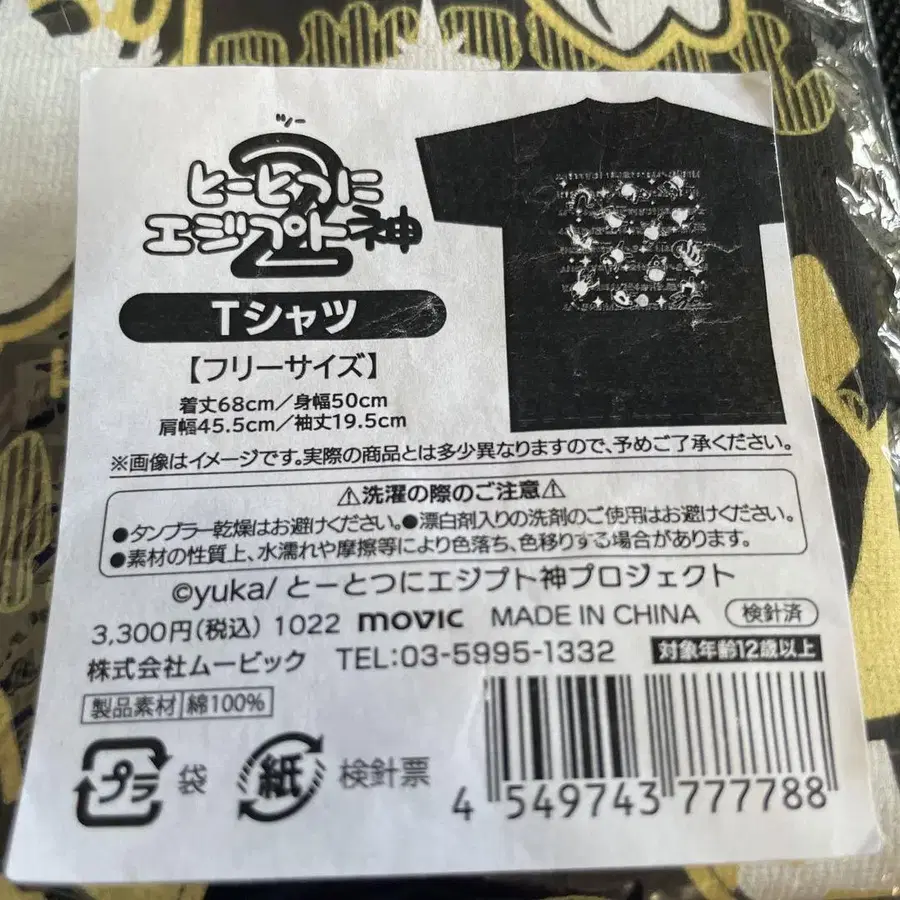 ツー
とーとつに
エジプト神
2
Tシャツ
【フリーサイズ】
着丈68cm／身幅50cm
肩幅45.5cm／袖丈19.5cm
※画像はイメージです。実際の商品とは多少異なりますので、予めご了承ください。
⚠洗濯の際のご注意⚠
●タンブラー乾燥はお避けください。●漂白剤入りの洗剤のご使用はお避けください。
●素材の性質上、水濡れや摩擦等により色落ち、色移りする場合があります。
©yuka/とーとつにエジプト神プロジェクト
3,300円(税込) 1022 movic MADE IN CHINA 検針済
株式会社ムービック TEL:03-5995-1332 対象年齢12歳以上
製品素材 綿100%
プラ 袋 紙 検針票
4 549743 777788